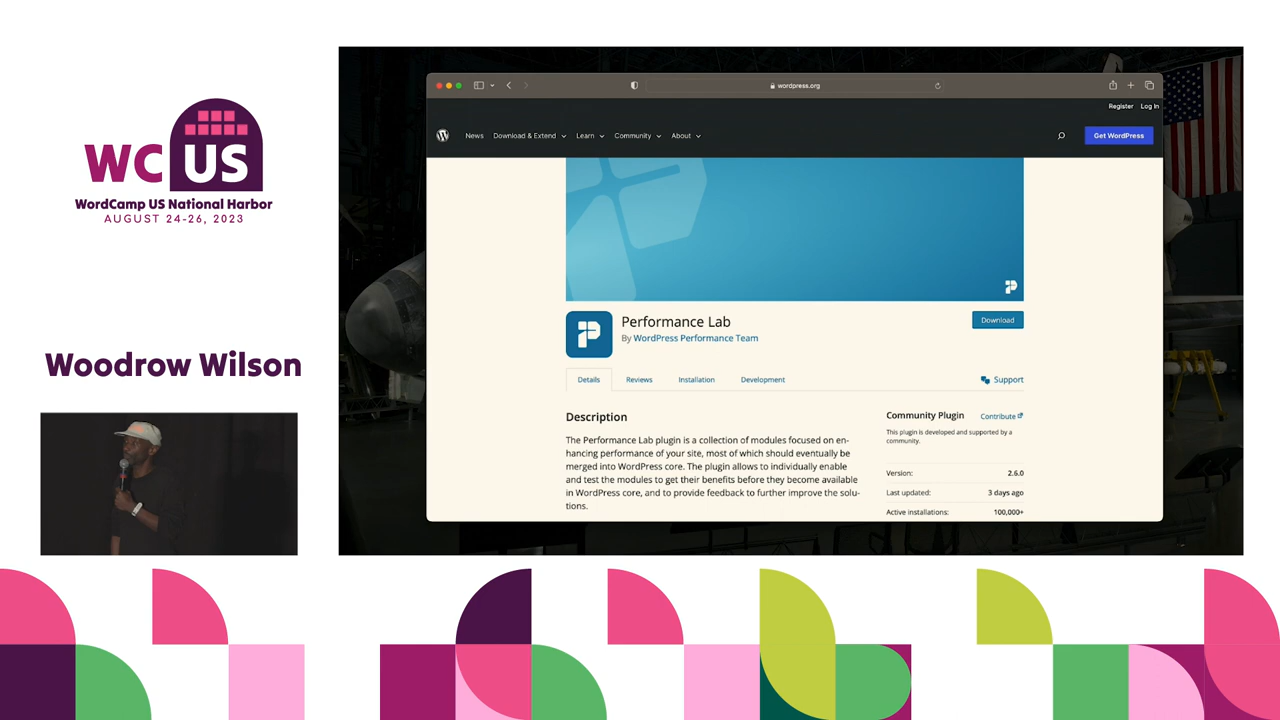 WC US
WordCamp US National Harbor
AUGUST 24-26, 2023
Woodrow Wilson
wordpress.org
Register Log In
News Download & Extend Learn Community About
Get WordPress
Performance Lab
Download
By WordPress Performance Team
Details Reviews Installation Development
Support
Description
The Performance Lab plugin is a collection of modules focused on en-
hancing performance of your site, most of which should eventually be
merged into WordPress core. The plugin allows to individually enable
and test the modules to get their benefits before they become available
in WordPress core, and to provide feedback to further improve the solu-
tions.
Community Plugin
Contribute
This plugin is developed and supported by a
community.
Version: 2.6.0
Last updated: 3 days ago
Active installations: 100,000+